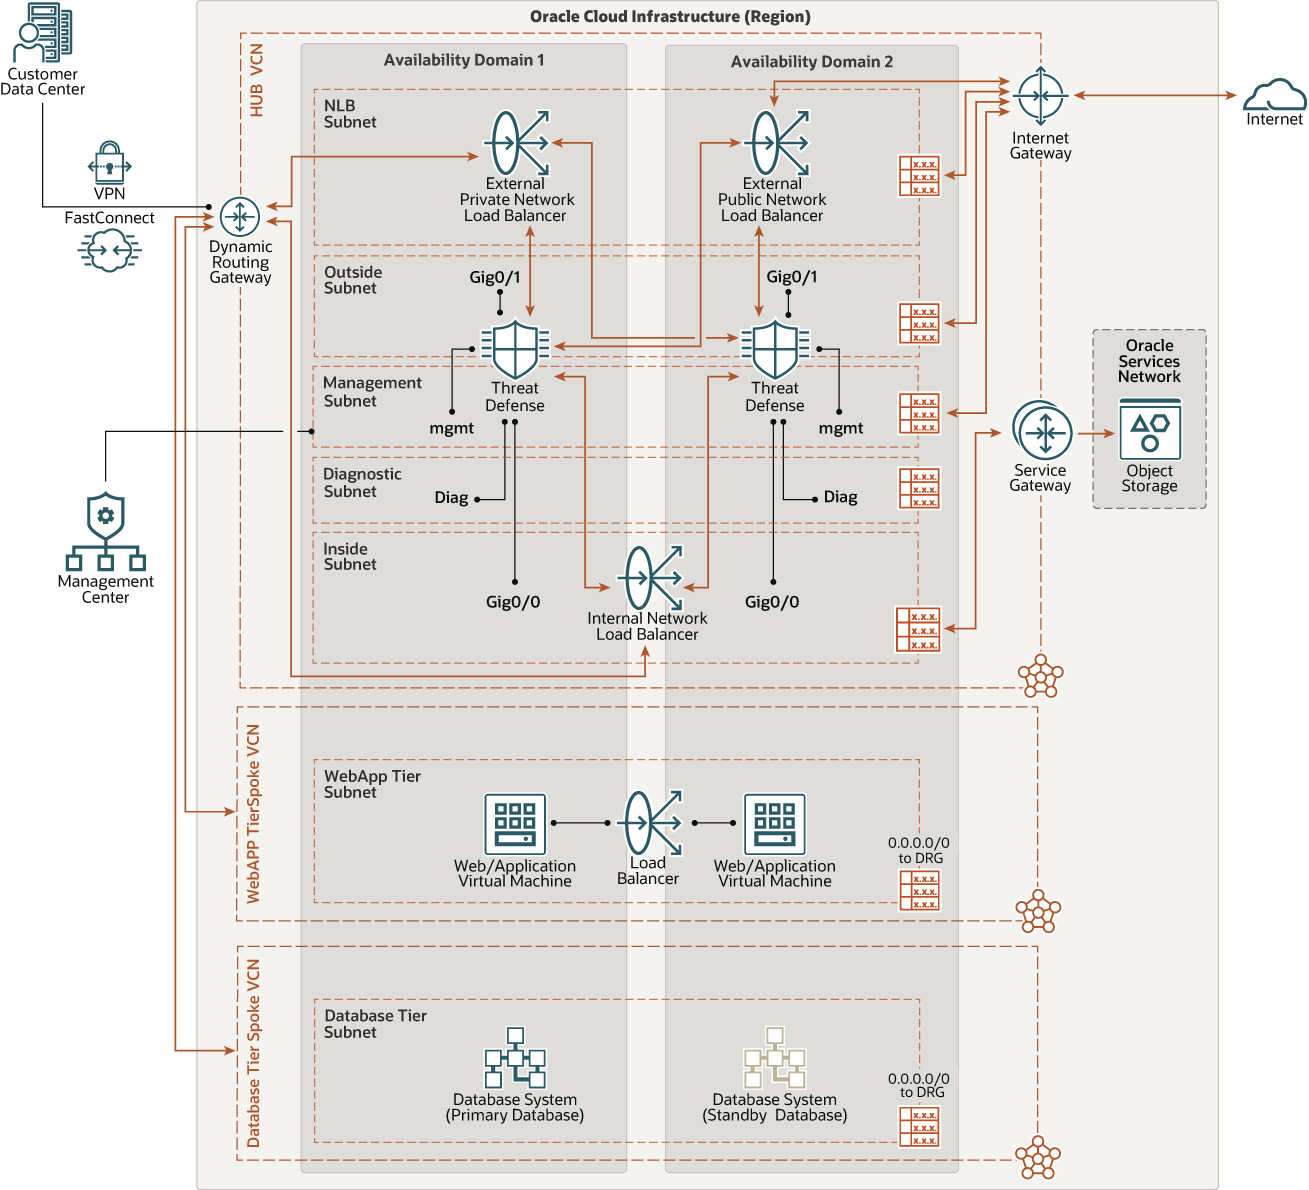 Oracle Cloud Infrastructure (Region)
Customer
Data Center
VPN
FastConnect
Dynamic
Routing
Gateway
Management
Center
HUB VCN
Availability Domain 1
Availability Domain 2
NLB
Subnet
External
Private Network
Load Balancer
External
Public Network
Load Balancer
x.x.x.
x.x.x.
x.x.x.
Internet
Gateway
Internet
Outside
Subnet
Gig0/1
Gig0/1
x.x.x.
x.x.x.
x.x.x.
Management
Subnet
Threat
Defense
Threat
Defense
mgmt
mgmt
x.x.x.
x.x.x.
x.x.x.
Diagnostic
Subnet
Diag
Diag
x.x.x.
x.x.x.
x.x.x.
Service
Gateway
Oracle
Services
Network
Object
Storage
Inside
Subnet
Gig0/0
Gig0/0
Internal Network
Load Balancer
x.x.x.
x.x.x.
x.x.x.
WebAPP TierSpoke VCN
WebApp Tier
Subnet
Web/Application
Virtual Machine
Load
Balancer
Web/Application
Virtual Machine
0.0.0.0/0
to DRG
x.x.x.
x.x.x.
x.x.x.
Database Tier Spoke VCN
Database Tier
Subnet
Database System
(Primary Database)
Database System
(Standby Database)
0.0.0.0/0
to DRG
x.x.x.
x.x.x.
x.x.x.